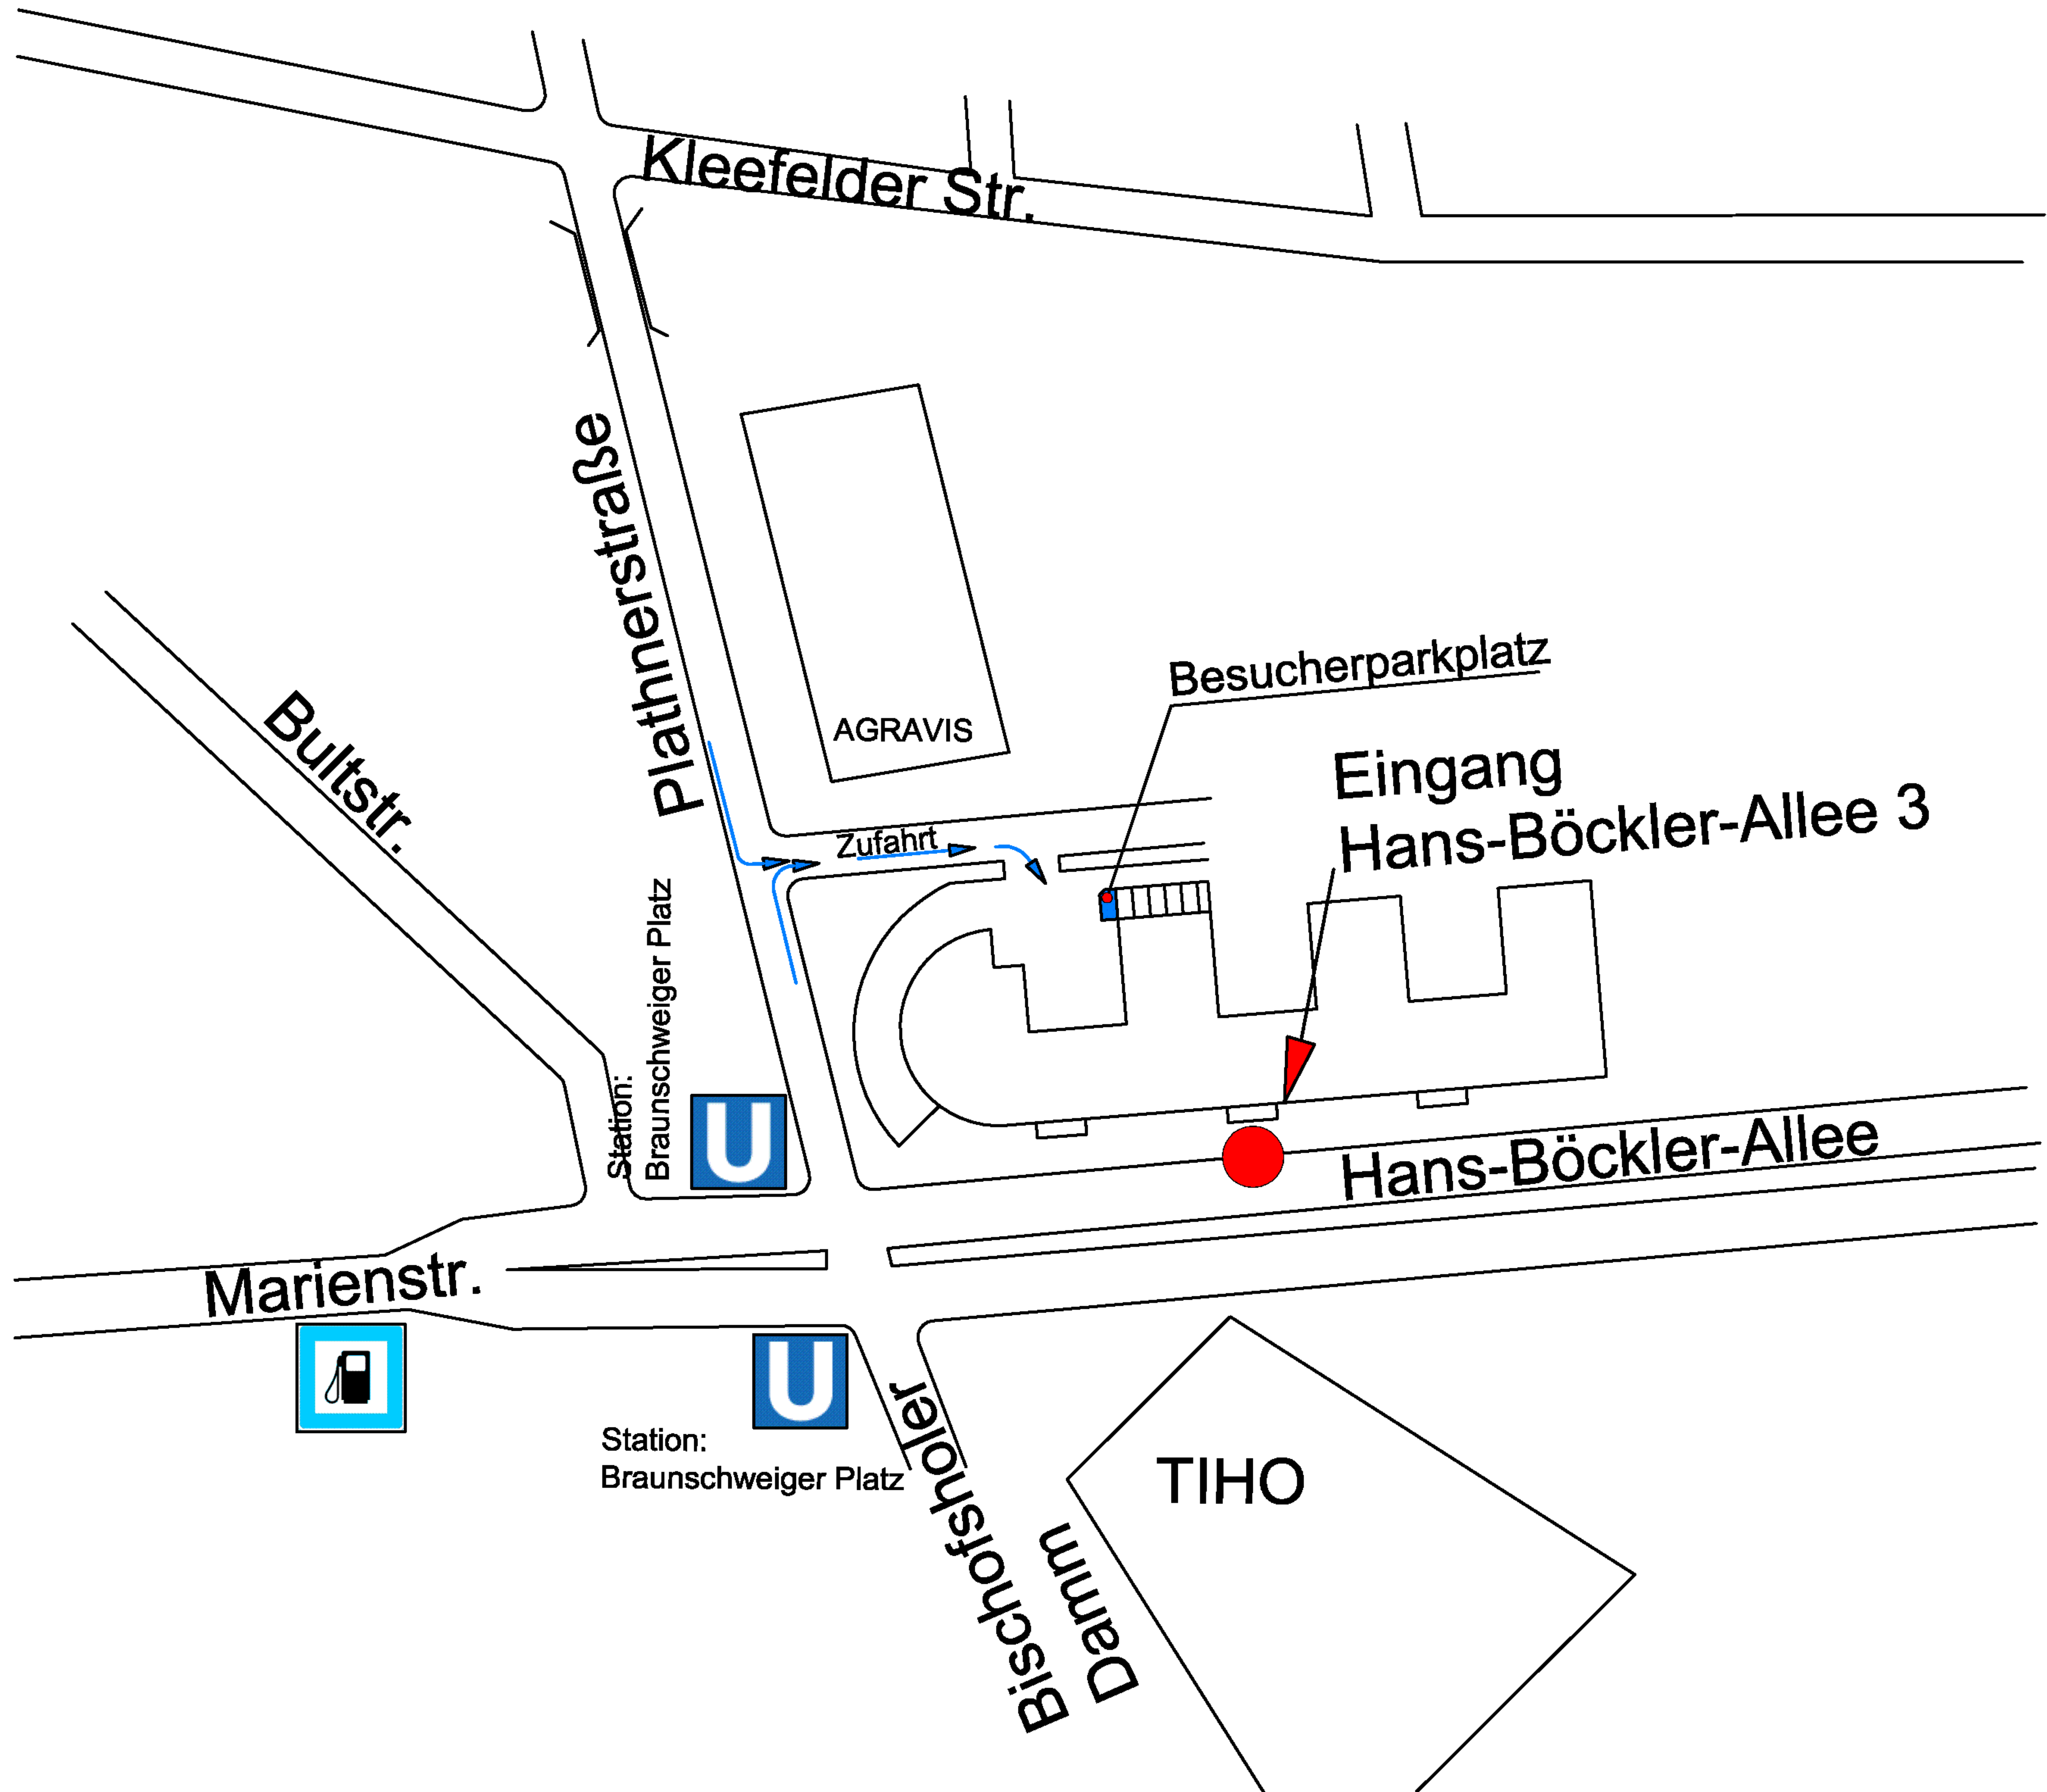 Kleefelder Str.
Plathnerstraße
Besucherparkplatz
Bultstr.
AGRAVIS
Eingang
Hans-Böckler-Allee 3
Zufahrt
Station:
Braunschweiger Platz
U
Hans-Böckler-Allee
Marienstr.
U
Station:
Braunschweiger Platz
Bischofsholer
Damm
TIHO